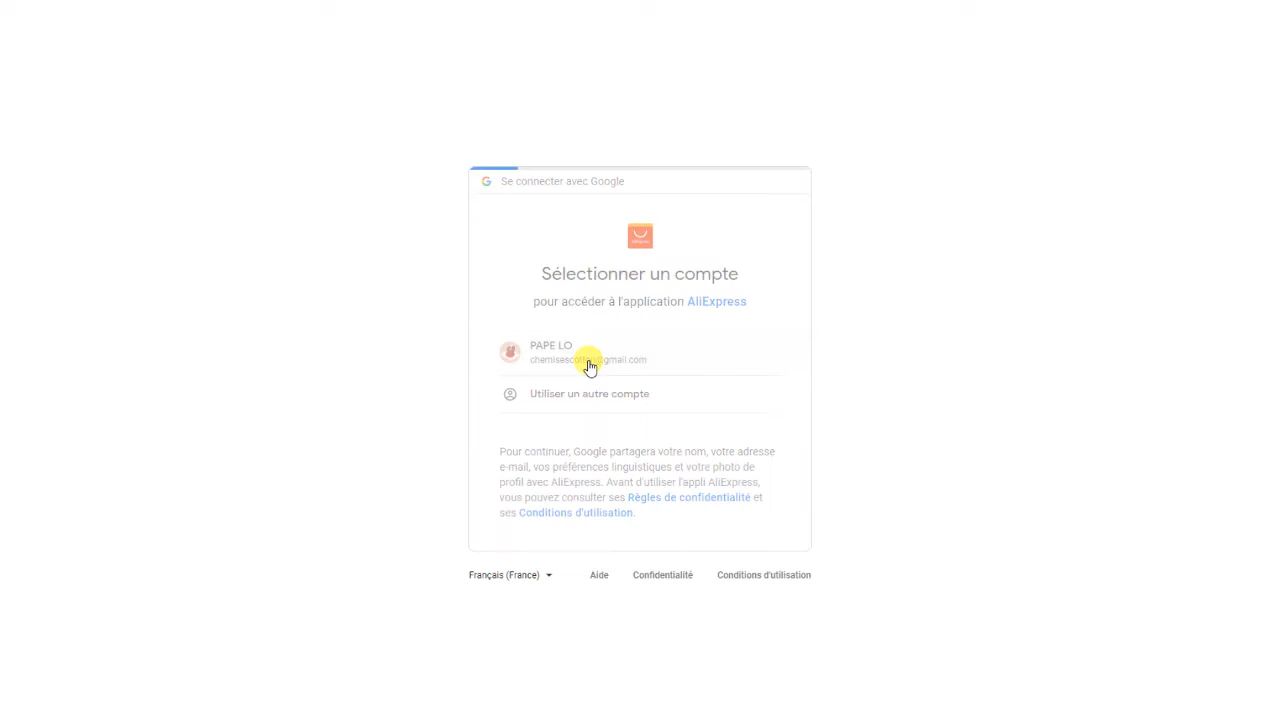 Se connecter avec Google
Sélectionner un compte
pour accéder à l'application AliExpress
PAPE LO
Utiliser un autre compte
Pour continuer, Google partagera votre nom, votre adresse
e-mail, vos préférences linguistiques et votre photo de
profil avec AliExpress. Avant d'utiliser l'appli AliExpress,
vous pouvez consulter ses Règles de confidentialité et
ses Conditions d'utilisation.
Français (France)
Aide
Confidentialité
Conditions d'utilisation